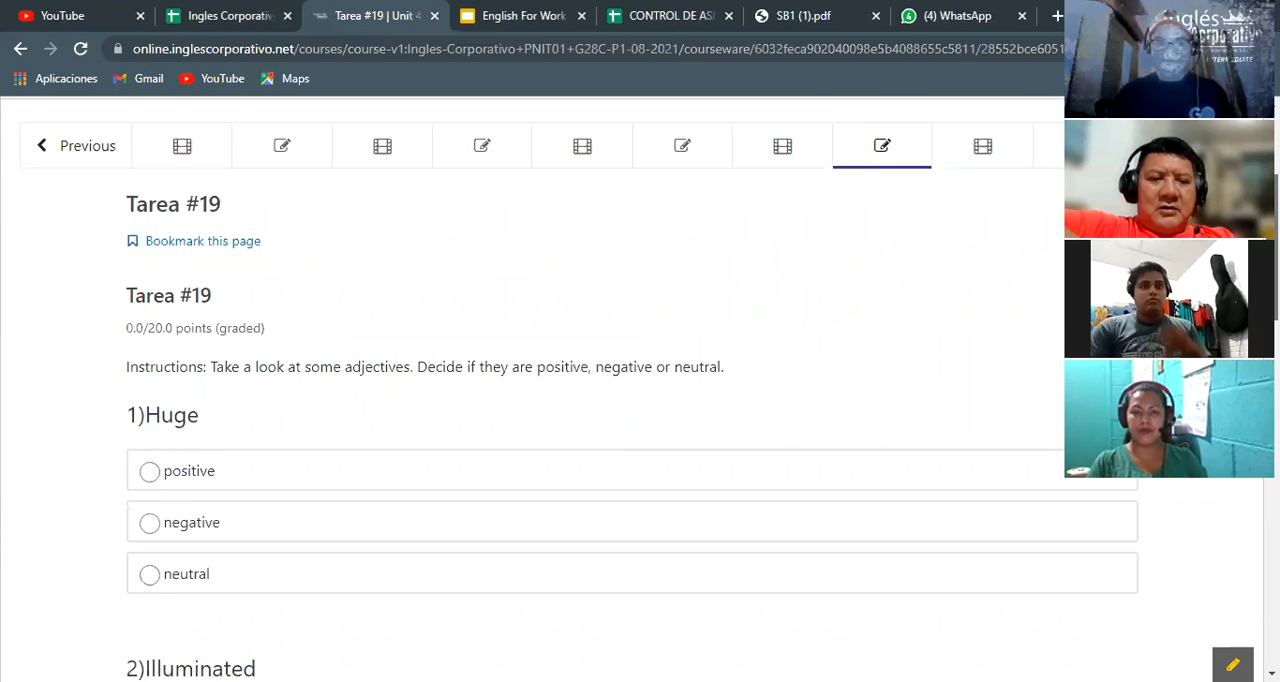 YouTube
Ingles Corporativ
Tarea #19 | Unit 4
English For Work
CONTROL DE ASI
SB1 (1).pdf
(4) WhatsApp
online.inglescorporativo.net/courses/course-v1:Ingles-Corporativo+PNIT01+G28C-P1-08-2021/courseware/6032feca902040098e5b4088655c5811/28552bce6051
Aplicaciones
Gmail
YouTube
Maps
Inglés
Corporativo
INTERMEDIATE
Previous
Tarea #19
Bookmark this page
Tarea #19
0.0/20.0 points (graded)
Instructions: Take a look at some adjectives. Decide if they are positive, negative or neutral.
1)Huge
positive
negative
neutral
2)Illuminated